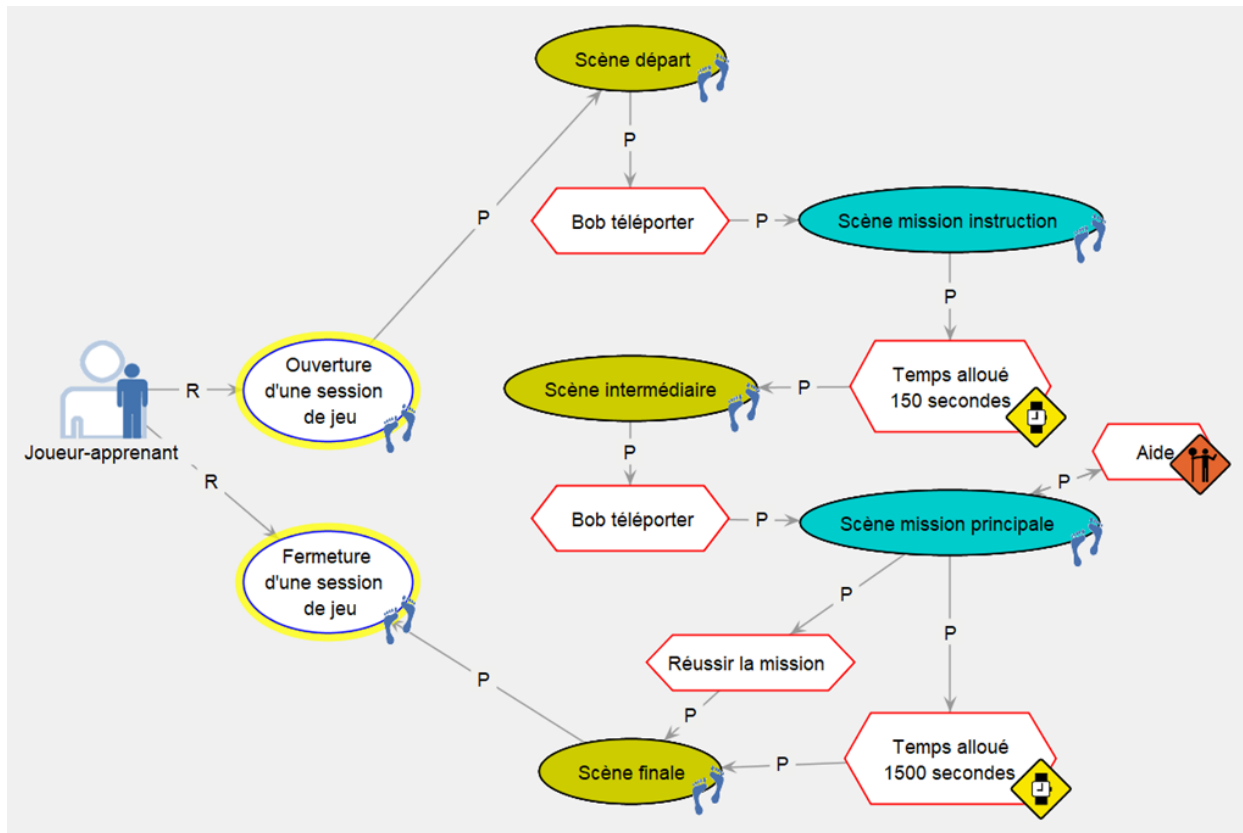 Scène départ
P
P
Bob téléporter
P
Scène mission instruction
P
Ouverture
d'une session
de jeu
R
Joueur-apprenant
R
Scène intermédiaire
P
Temps alloué
150 secondes
P
Aide
P
Bob téléporter
P
Scène mission principale
Fermeture
d'une session
de jeu
P
P
Réussir la mission
P
P
Scène finale
P
Temps alloué
1500 secondes